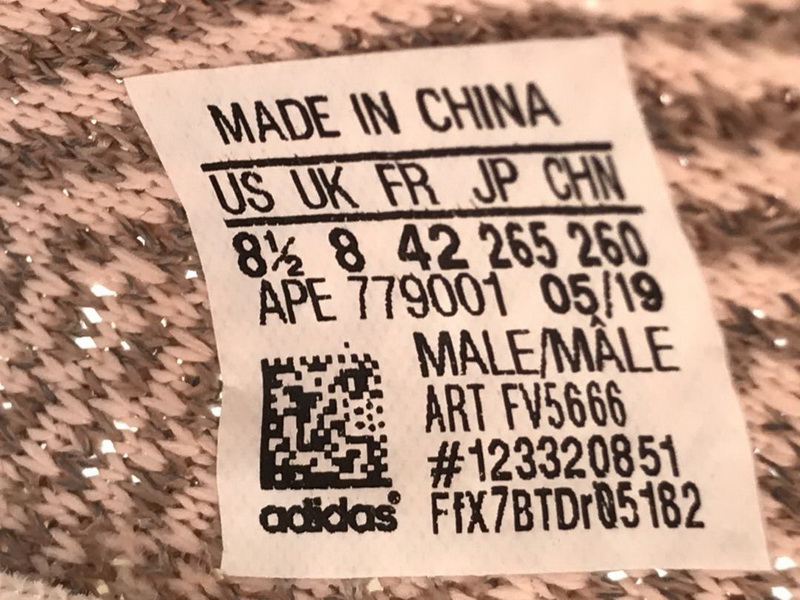 MADE IN CHINA
US UK FR JP CHN
8½ 8 42 265 260
APE 779001 05/19
MALE/MÂLE
ART FV5666
#123320851
FfX7BTDr05182
adidas®